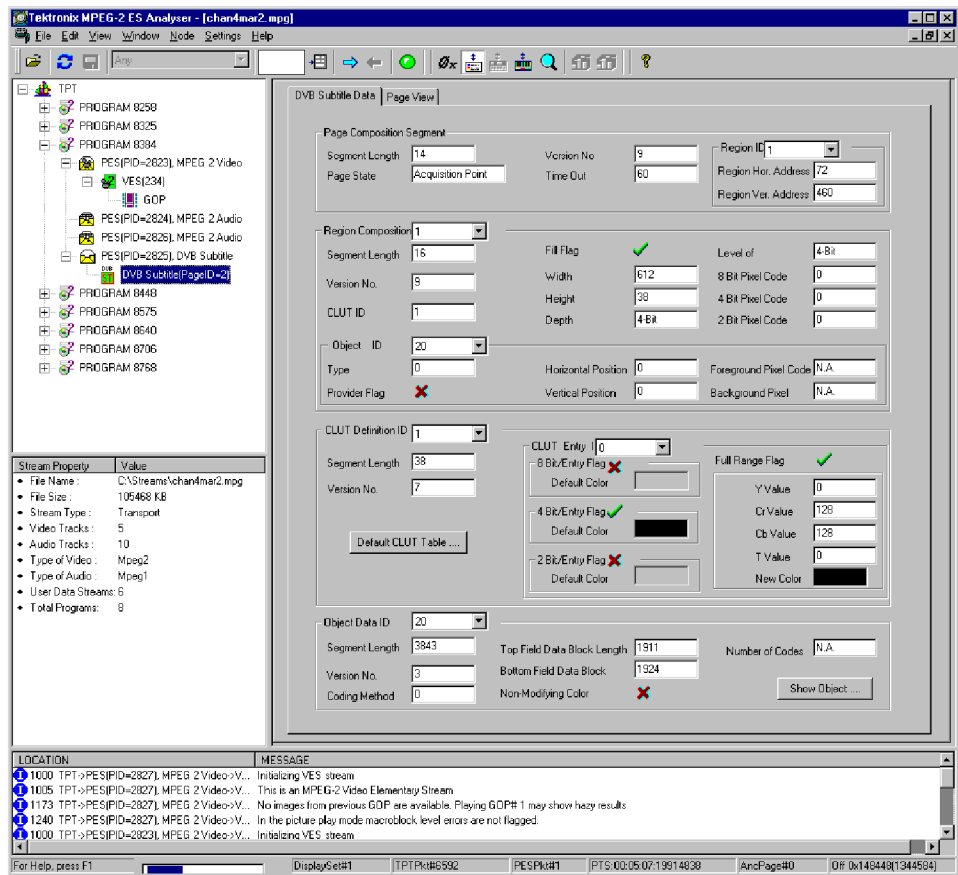 Tektronix MPEG-2 ES Analyser - [chan4mar2.mpg]
File Edit View Window Node Settings Help
Any
TPT
PROGRAM 8258
PROGRAM 8325
PROGRAM 8384
PES(PID=2823), MPEG 2 Video
VES(234)
GOP
PES(PID=2824), MPEG 2 Audio
PES(PID=2826), MPEG 2 Audio
PES(PID=2825), DVB Subtitle
DVB Subtitle(PageID=2)
PROGRAM 8448
PROGRAM 8575
PROGRAM 8640
PROGRAM 8706
PROGRAM 8768
Stream Property Value
File Name : C:\Streams\chan4mar2.mpg
File Size : 105468 KB
Stream Type : Transport
Video Tracks : 5
Audio Tracks : 10
Type of Video : Mpeg2
Type of Audio : Mpeg1
User Data Streams: 6
Total Programs: 8
DVB Subtitle Data Page View
Page Composition Segment
Segment Length 14 Version No 9
Page State Acquisition Point Time Out 60
Region ID 1
Region Hor. Address 72
Region Ver. Address 460
Region Composition 1
Segment Length 16 Fill Flag Level of 4-Bit
Version No. 9 Width 612 8 Bit Pixel Code 0
Height 38 4 Bit Pixel Code 0
CLUT ID 1 Depth 4-Bit 2 Bit Pixel Code 0
Object ID 20
Type 0 Horizontal Position 0 Foreground Pixel Code N.A.
Provider Flag Vertical Position 0 Background Pixel N.A.
CLUT Definition ID 1
Segment Length 38
Version No. 7
Default CLUT Table ....
CLUT Entry I 0
8 Bit/Entry Flag
Default Color
4 Bit/Entry Flag
Default Color
2 Bit/Entry Flag
Default Color
Full Range Flag
Y Value 0
Cr Value 128
Cb Value 128
T Value 0
New Color
Object Data ID 20
Segment Length 3843 Top Field Data Block Length 1911 Number of Codes N.A.
Version No. 3 Bottom Field Data Block 1924
Coding Method 0 Non-Modifying Color Show Object ....
LOCATION MESSAGE
1000 TPT->PES(PID=2827), MPEG 2 Video->V... Initializing VES stream
1005 TPT->PES(PID=2827), MPEG 2 Video->V... This is an MPEG-2 Video Elementary Stream
1173 TPT->PES(PID=2827), MPEG 2 Video->V... No images from previous GOP are available. Playing GOP# 1 may show hazy results
1240 TPT->PES(PID=2827), MPEG 2 Video->V... In the picture play mode macroblock level errors are not flagged.
1000 TPT->PES(PID=2823), MPEG 2 Video->V... Initializing VES stream
For Help, press F1 DisplaySet#1 TPTPkt#6592 PESPkt#1 PTS:00:05:07:19914838 AncPage#0 Off 0x148448(1344584)